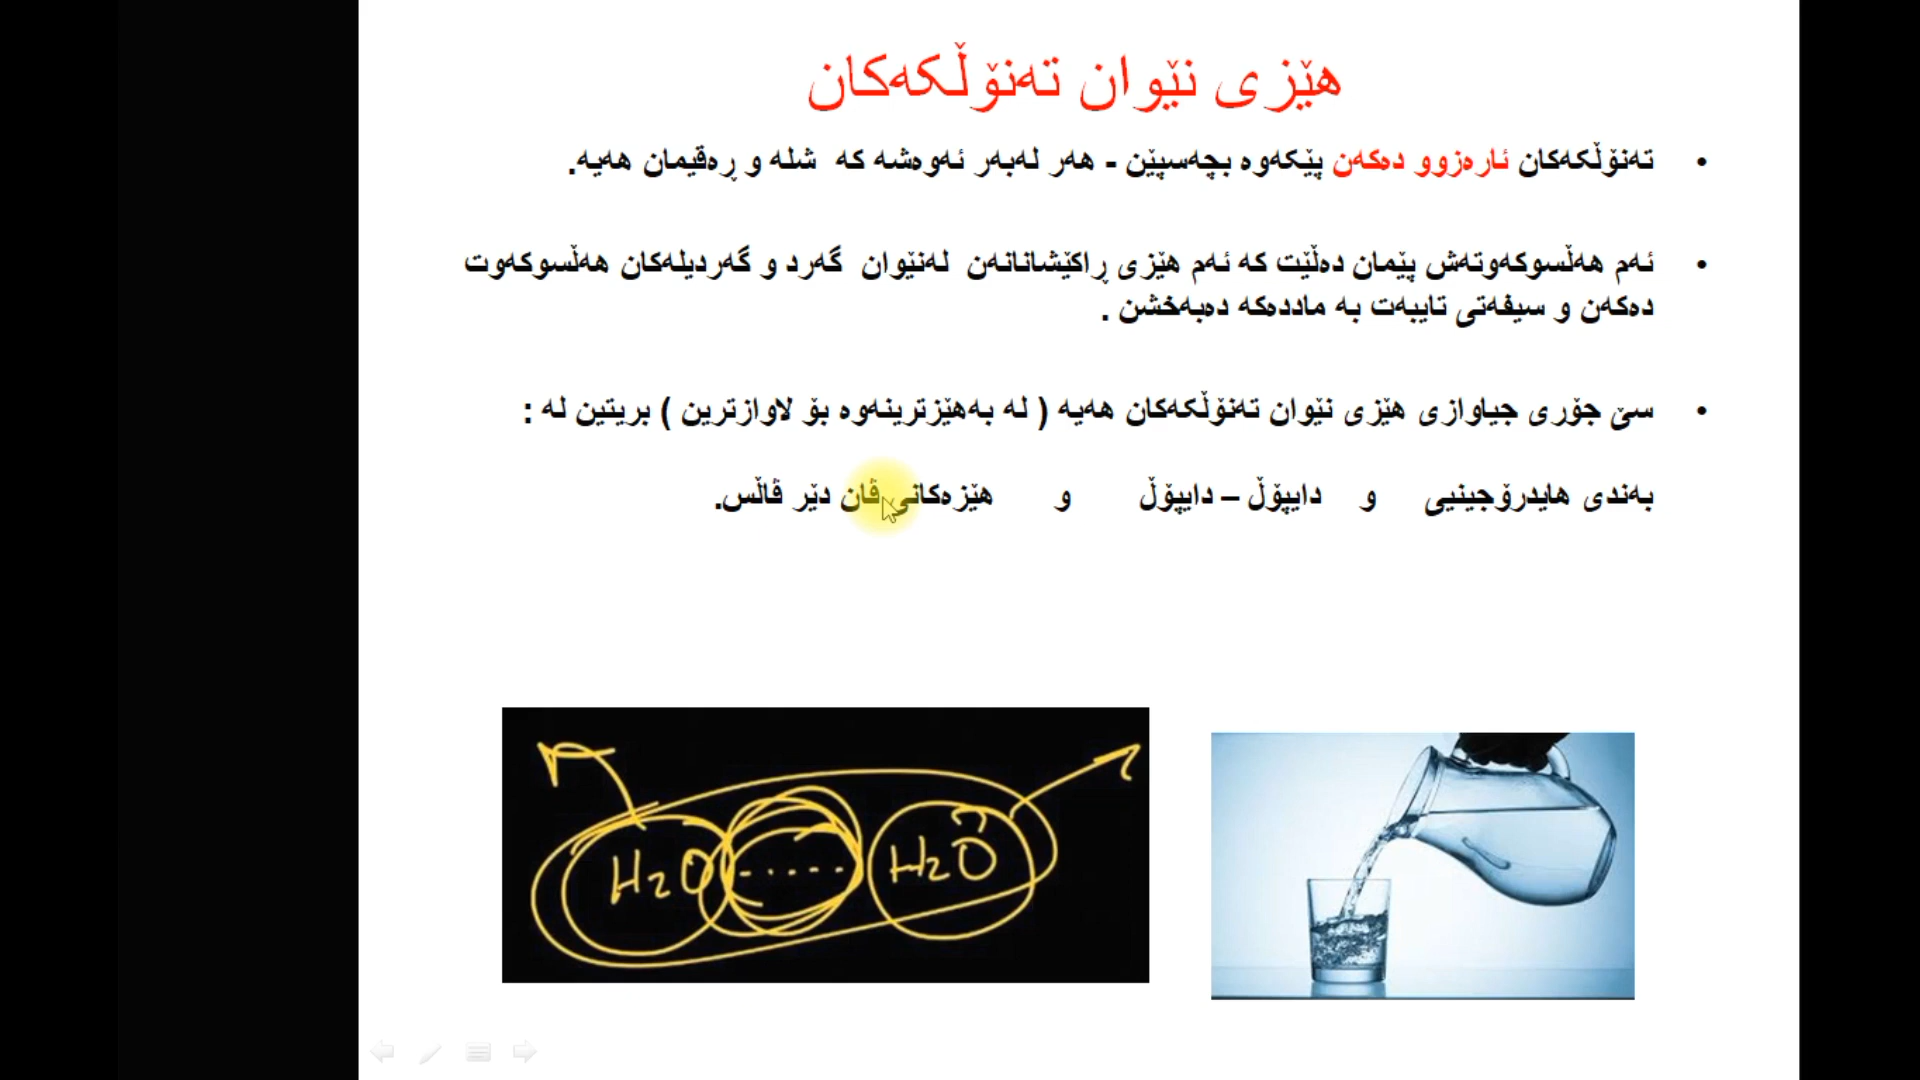 هێزی نێوان تەنۆڵکەکان
• تەنۆڵکەکان ئارەزوو دەکەن پێکەوە بچەسپێن - هەر لەبەر ئەوەشە کە شلە و ڕەقیمان هەیە.
• ئەم هەڵسوکەوتەش پێمان دەڵێت کە ئەم هێزی ڕاکێشانانەن لەنێوان گەرد و گەردیلەکان هەڵسوکەوت
دەکەن و سیفەتی تایبەت بە ماددەکە دەبەخشن .
• سێ جۆری جیاوازی هێزی نێوان تەنۆڵکەکان هەیە ( لە بەهێزترینەوە بۆ لاوازترین ) بریتین لە :
بەندی هایدرۆجینیی و دایپۆڵ – دایپۆڵ و هێزەکانی ڤان دێر ڤاڵس.
H2O ..... H2O